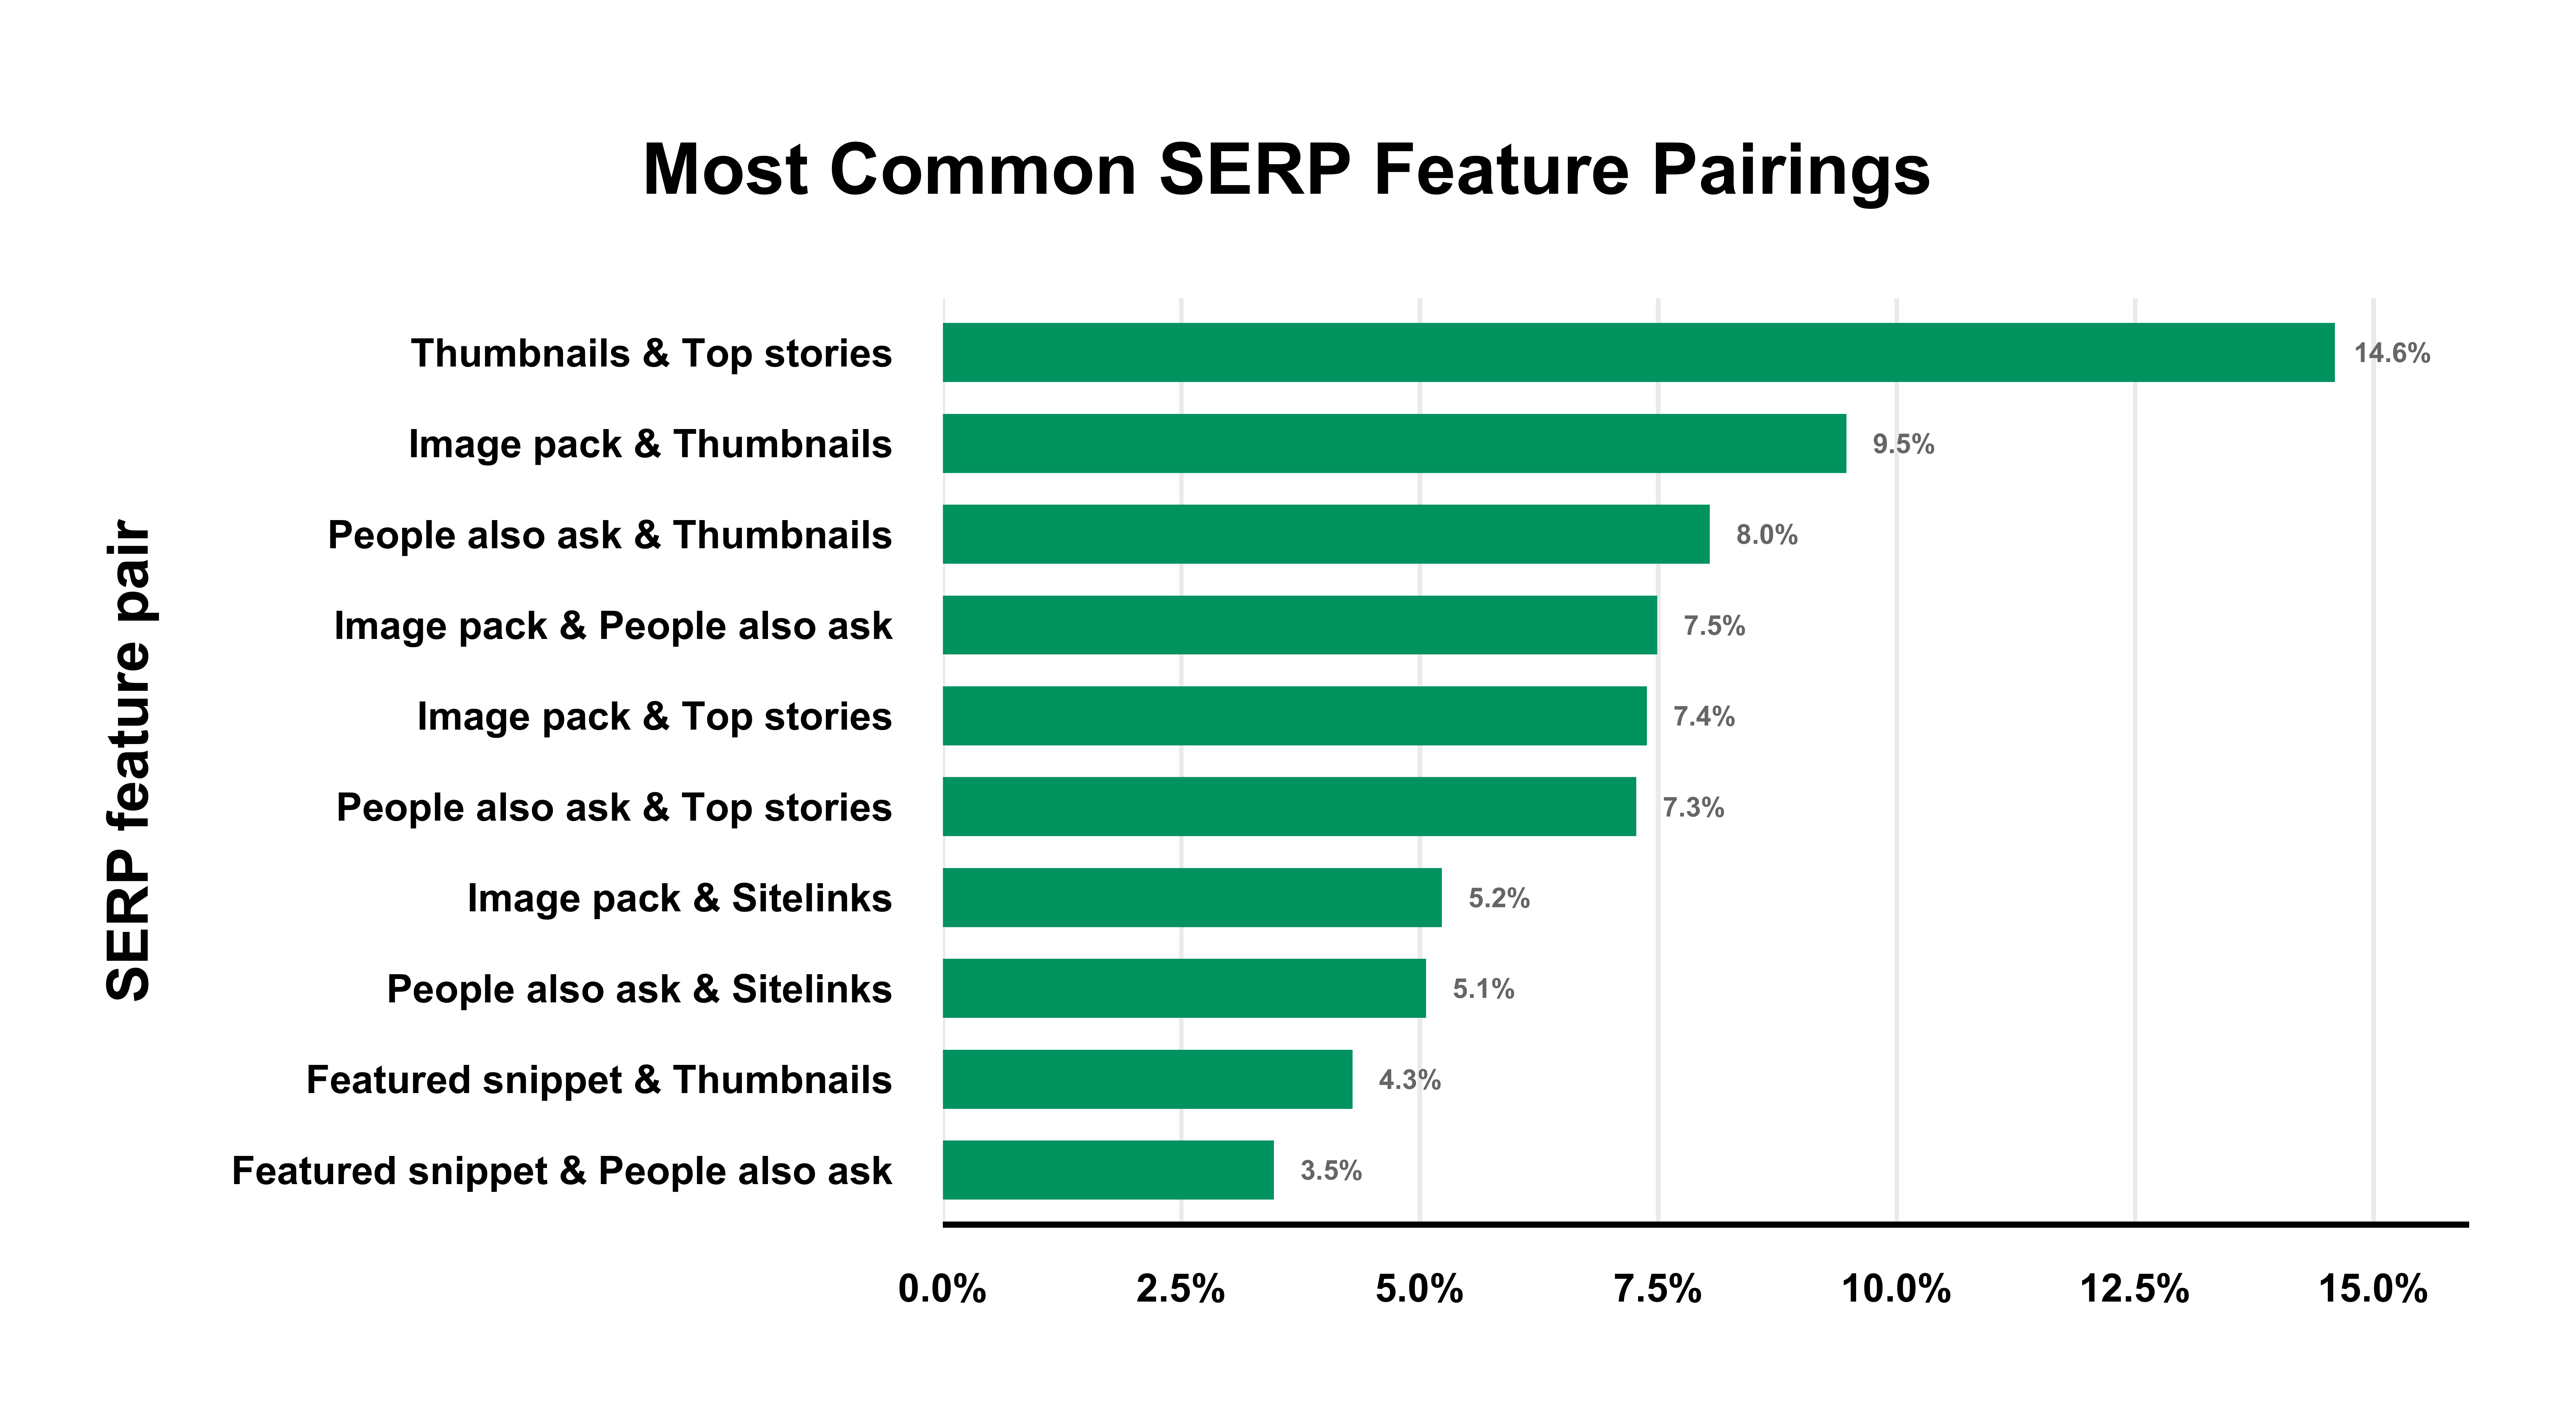 Most Common SERP Feature Pairings
SERP feature pair
Thumbnails & Top stories
14.6%
Image pack & Thumbnails
9.5%
People also ask & Thumbnails
8.0%
Image pack & People also ask
7.5%
Image pack & Top stories
7.4%
People also ask & Top stories
7.3%
Image pack & Sitelinks
5.2%
People also ask & Sitelinks
5.1%
Featured snippet & Thumbnails
4.3%
Featured snippet & People also ask
3.5%
0.0% 2.5% 5.0% 7.5% 10.0% 12.5% 15.0%